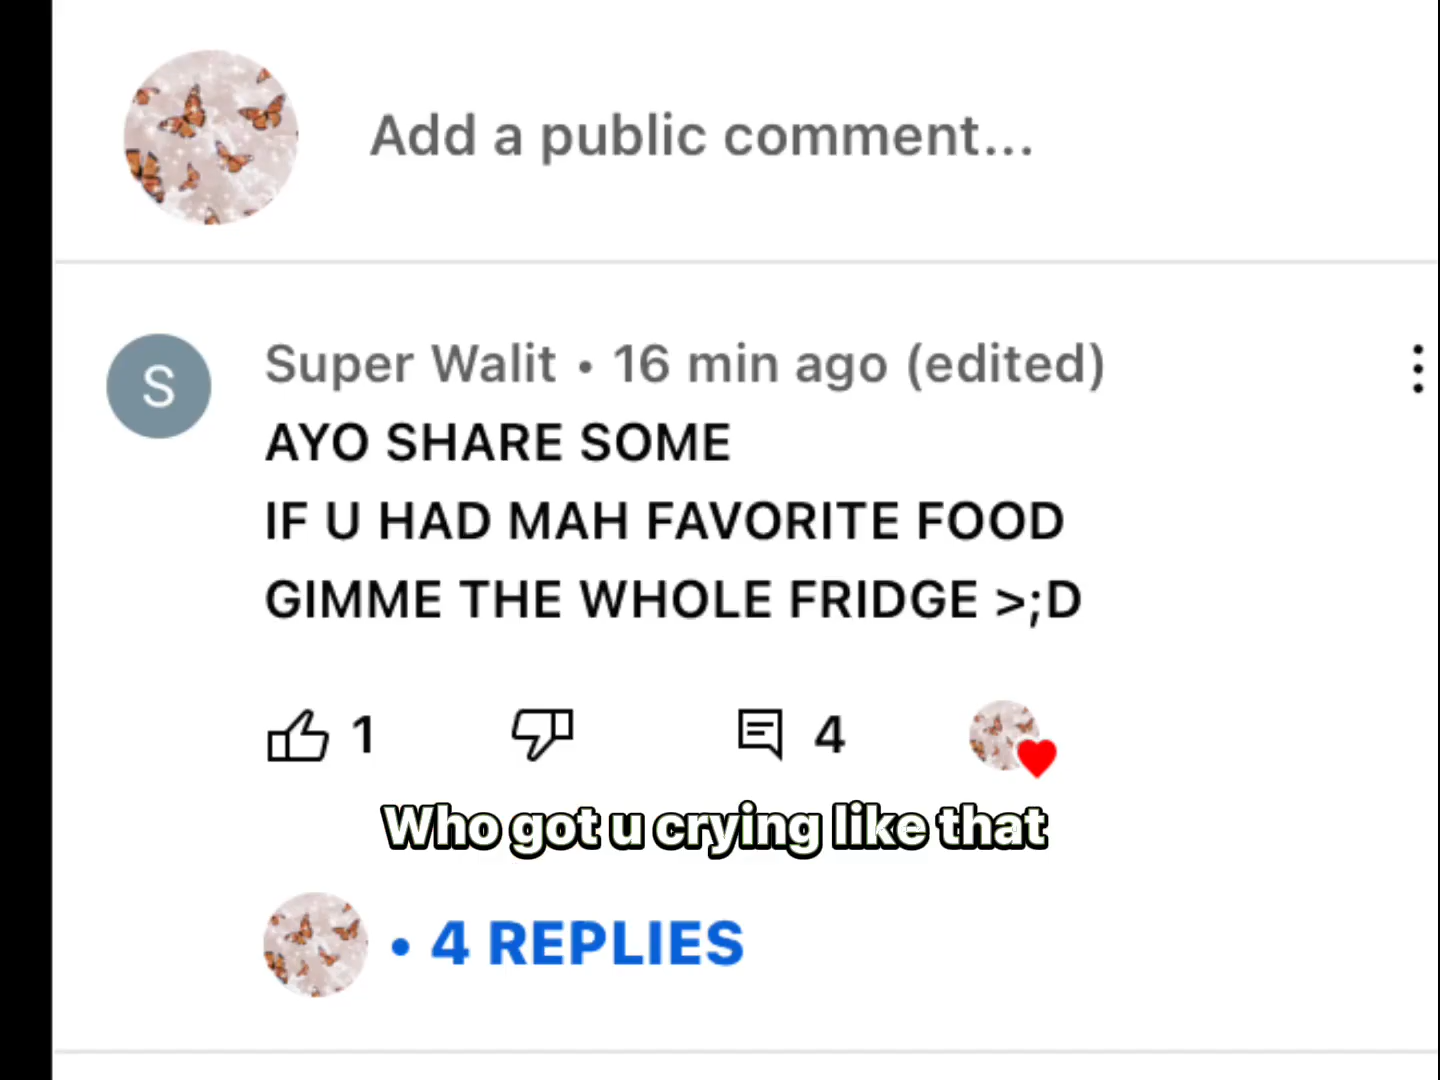 Add a public comment...
S
Super Walit • 16 min ago (edited)
AYO SHARE SOME
IF U HAD MAH FAVORITE FOOD
GIMME THE WHOLE FRIDGE >;D
1
4
Who got u crying like that
• 4 REPLIES